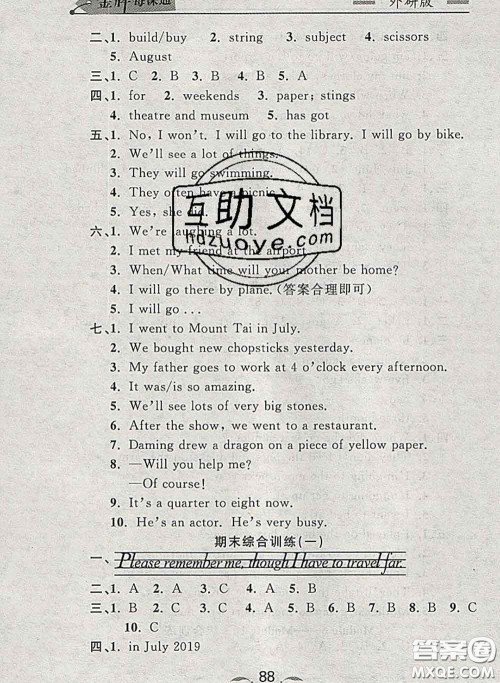 金牌每课通 外研版
二、1. build/buy 2. string 3. subject 4. scissors
5. August
三、1. C 2. B 3. B 4. B 5. A
四、1. for 2. weekends 3. paper; stings
4. theatre and museum 5. has got
五、1. No, I won't. I will go to the library. I will go by bike.
2. We'll see a lot of things.
3. They will go swimming.
4. They often have a picnic.
5. Yes, she did.
六、1. We're laughing a lot.
2. I met my friend at the airport.
3. When/What time will your mother be home?
4. I will go there by plane.(答案合理即可)
5. I will go ...
互助文档
hdzuoye.com
七、1. I went to Mount Tai in July.
2. We bought new chopsticks yesterday.
3. My father goes to work at 4 o'clock every afternoon.
4. It was/is so amazing.
5. We'll see lots of very big stones.
6. After the show, we went to a restaurant.
7. Daming drew a dragon on a piece of yellow paper.
8. —Will you help me?
—Of course!
9. It's a quarter to eight now.
10. He's an actor. He's very busy.
期末综合训练(一)
一、Please remember me, though I have to travel far.
二、1. A 2. A 3. C 4. A 5. B
三、1. B 2. C 3. C 4. A 5. B 6. B 7. B 8. C 9. C
10. C
四、1. in July 2019
88
答案圈
MXQE.COM